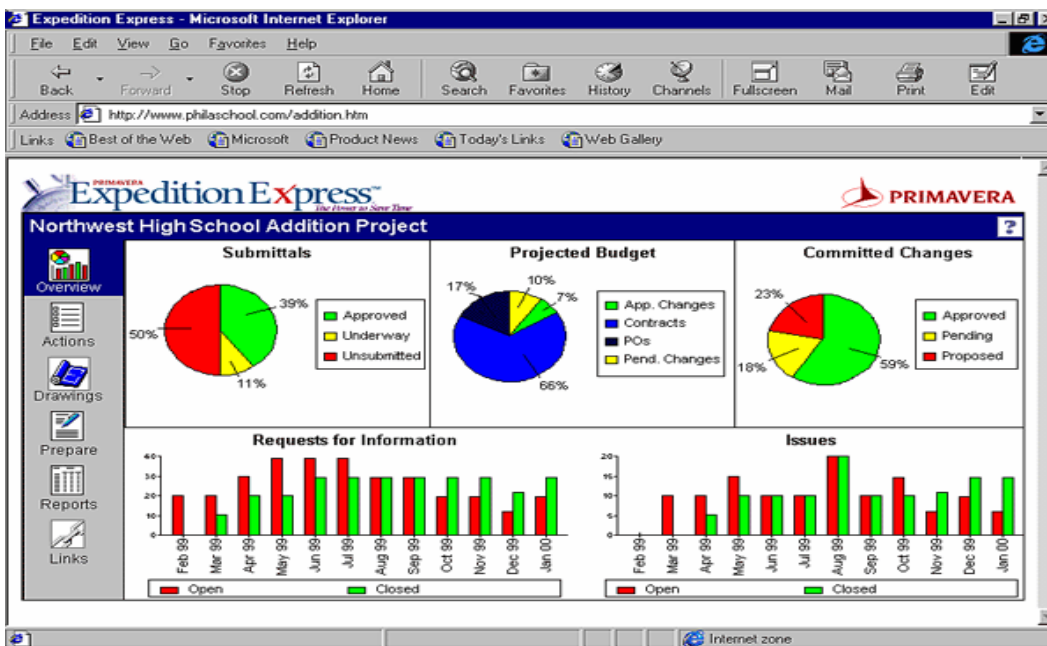 Expedition Express - Microsoft Internet Explorer
File Edit View Go Favorites Help
Back Forward Stop Refresh Home Search Favorites History Channels Fullscreen Mail Print Edit
Address http://www.philaschool.com/addition.htm
Links Best of the Web Microsoft Product News Today's Links Web Gallery
PRIMAVERA
Expedition Express™
The Power to Save Time
PRIMAVERA
Northwest High School Addition Project ?
Overview
Actions
Drawings
Prepare
Reports
Links
Submittals
39%
50%
11%
Approved
Underway
Unsubmitted
Projected Budget
10%
17%
7%
66%
App. Changes
Contracts
POs
Pend. Changes
Committed Changes
23%
18%
59%
Approved
Pending
Proposed
Requests for Information
40
30
20
10
0
Feb 99 Mar 99 Apr 99 May 99 Jun 99 Jul 99 Aug 99 Sep 99 Oct 99 Nov 99 Dec 99 Jan 00
Open Closed
Issues
20
15
10
5
0
Feb 99 Mar 99 Apr 99 May 99 Jun 99 Jul 99 Aug 99 Sep 99 Oct 99 Nov 99 Dec 99 Jan 00
Open Closed
Internet zone